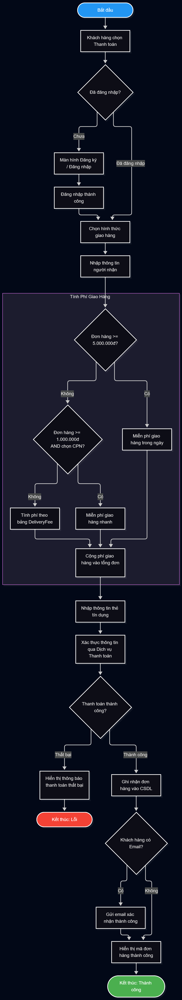 Bắt đầu
Khách hàng chọn
Thanh toán
Đã đăng nhập?
Chưa
Đã đăng nhập
Màn hình Đăng ký
/ Đăng nhập
Đăng nhập thành
công
Chọn hình thức
giao hàng
Nhập thông tin
người nhận
Tính Phí Giao Hàng
Đơn hàng >=
5.000.000đ?
Không
Có
Đơn hàng >=
1.000.000đ
AND chọn CPN?
Miễn phí giao
hàng trong ngày
Không
Có
Tính phí theo
bảng DeliveryFee
Miễn phí giao
hàng nhanh
Cộng phí giao
hàng vào tổng đơn
Nhập thông tin thẻ
tín dụng
Xác thực thông tin
qua Dịch vụ
Thanh toán
Thanh toán thành
công?
Thất bại
Thành công
Hiển thị thông báo
thanh toán thất bại
Ghi nhận đơn
hàng vào CSDL
Kết thúc: Lỗi
Khách hàng có
Email?
Có
Không
Gửi email xác
nhận thành công
Hiển thị mã đơn
hàng thành công
Kết thúc: Thành
công